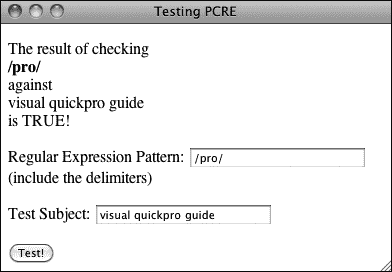 Testing PCRE
The result of checking
/pro/
against
visual quickpro guide
is TRUE!
Regular Expression Pattern: /pro/
(include the delimiters)
Test Subject: visual quickpro guide
Test!